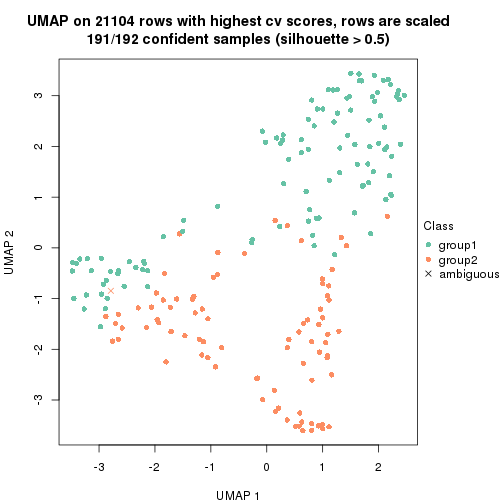 UMAP on 21104 rows with highest cv scores, rows are scaled
191/192 confident samples (silhouette > 0.5)
3
2
1
0
-1
-2
-3
UMAP 2
-3 -2 -1 0 1 2
UMAP 1
Class
group1
group2
ambiguous